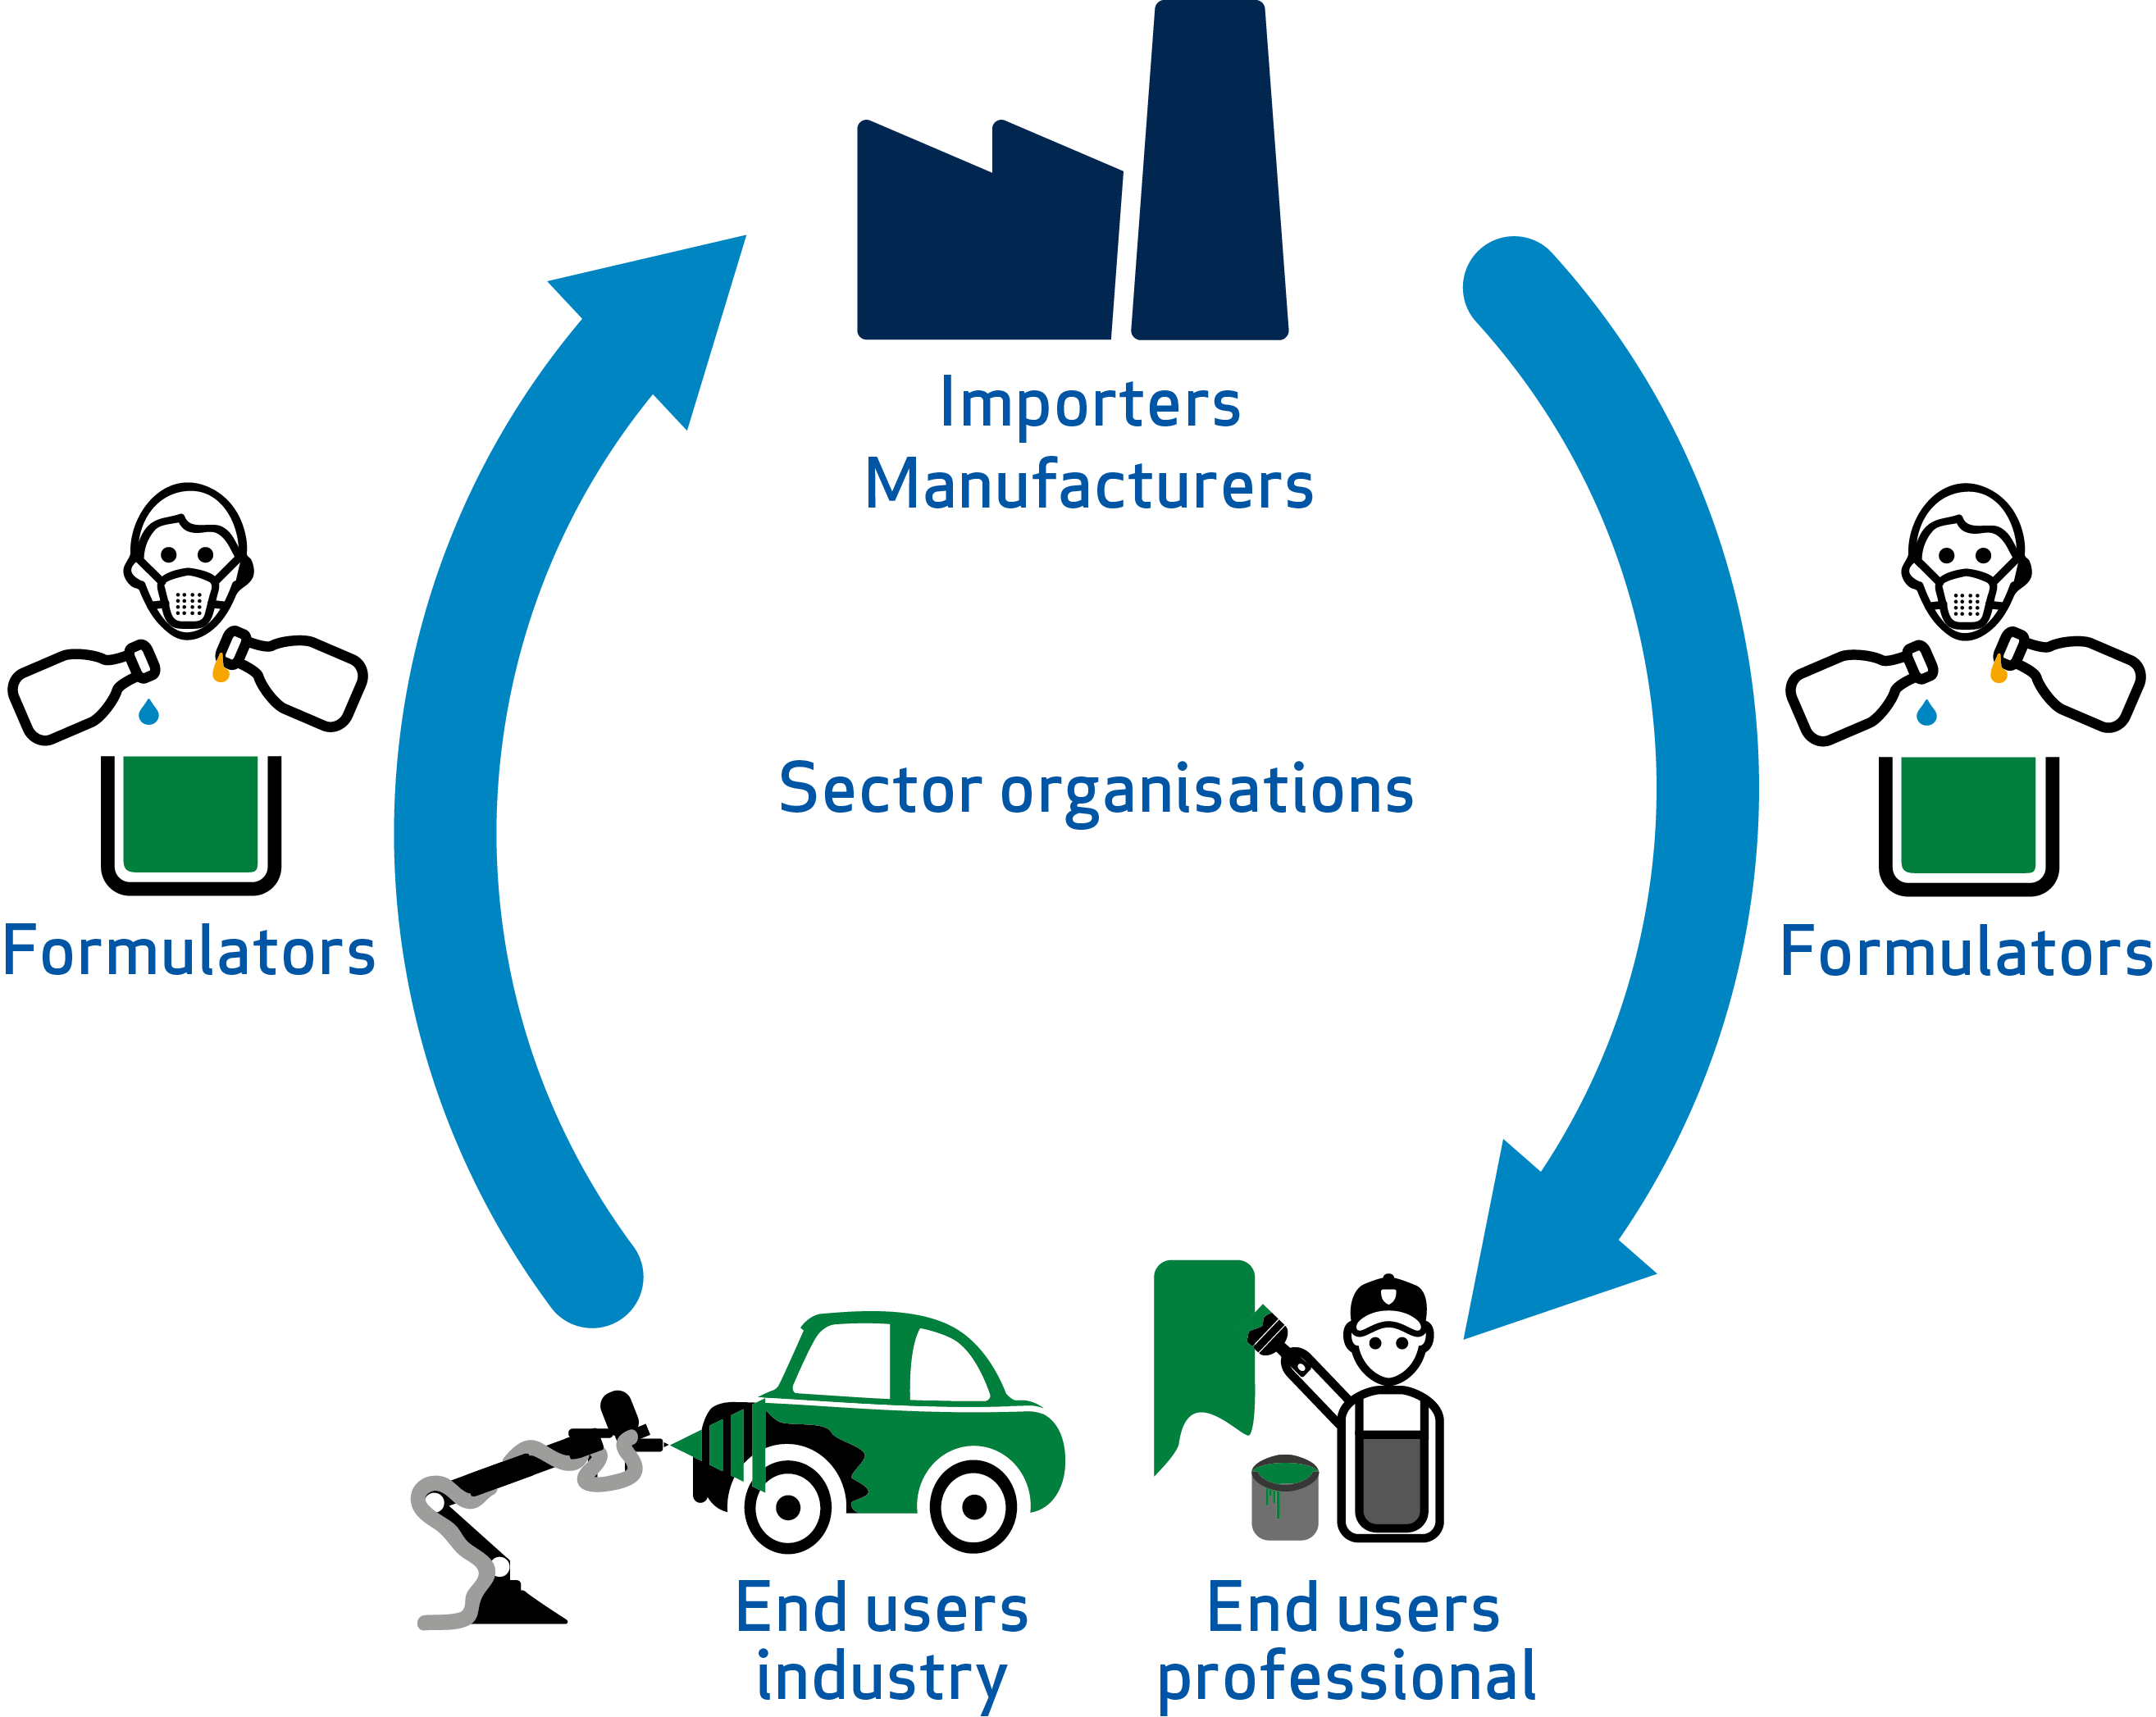 Importers
Manufacturers
Sector organisations
Formulators
Formulators
End users
industry
End users
professional